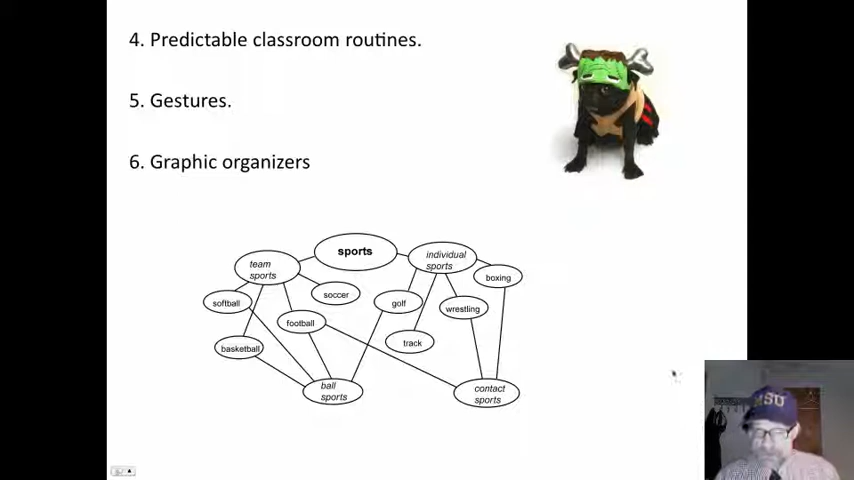 4. Predictable classroom routines.
5. Gestures.
6. Graphic organizers
sports
team
sports
individual
sports
boxing
softball
soccer
golf
wrestling
football
basketball
track
ball
sports
contact
sports
MSU